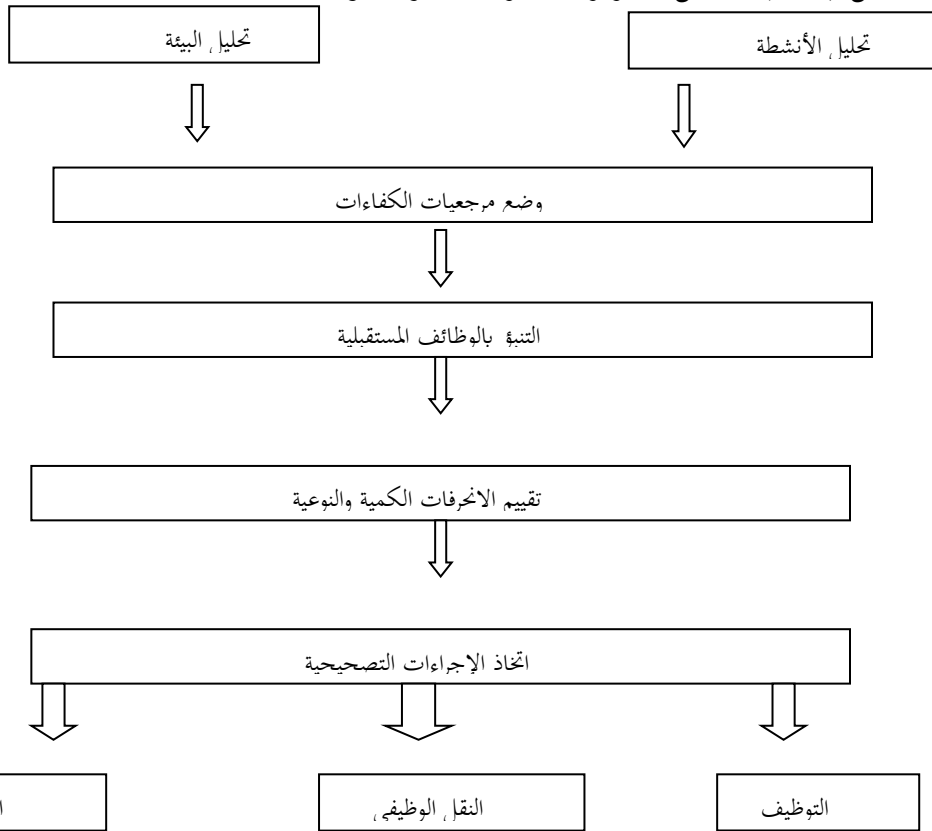 تحليل الأنشطة
تحليل البيئة
وضع مرجعيات الكفاءات
التنبؤ بالوظائف المستقبلية
تقييم الانحرفات الكمية والنوعية
اتخاذ الإجراءات التصحيحية
التوظيف
النقل الوظيفي